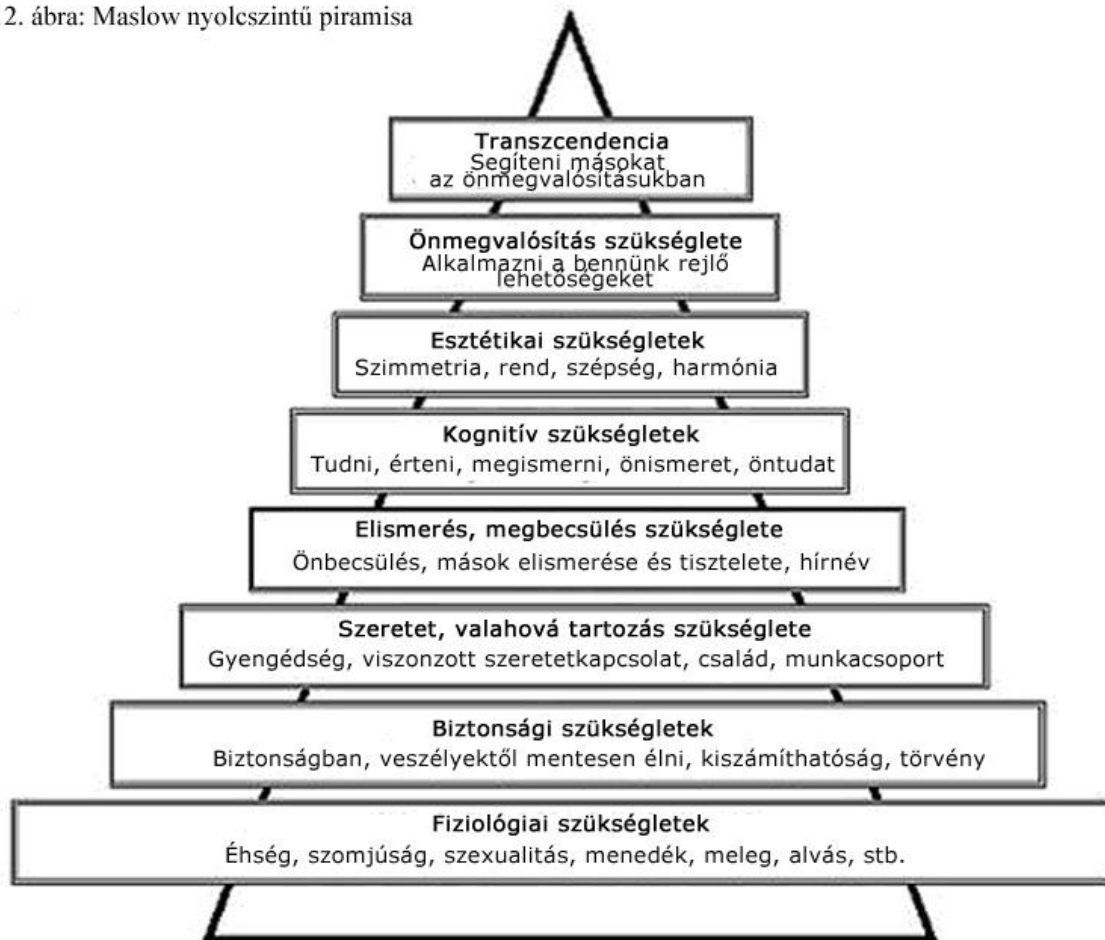 2. ábra: Maslow nyolcszintű piramisa
Transzcendencia
Segíteni másokat
az önmegvalósításukban
Önmegvalósítás szükséglete
Alkalmazni a bennünk rejlő
lehetőségeket
Esztétikai szükségletek
Szimmetria, rend, szépség, harmónia
Kognitív szükségletek
Tudni, érteni, megismerni, önismeret, öntudat
Elismerés, megbecsülés szükséglete
Önbecsülés, mások elismerése és tisztelete, hírnév
Szeretet, valahová tartozás szükséglete
Gyengédség, viszonzott szeretetkapcsolat, család, munkacsoport
Biztonsági szükségletek
Biztonságban, veszélyektől mentesen élni, kiszámíthatóság, törvény
Fiziológiai szükségletek
Éhség, szomjúság, szexualitás, menedék, meleg, alvás, stb.